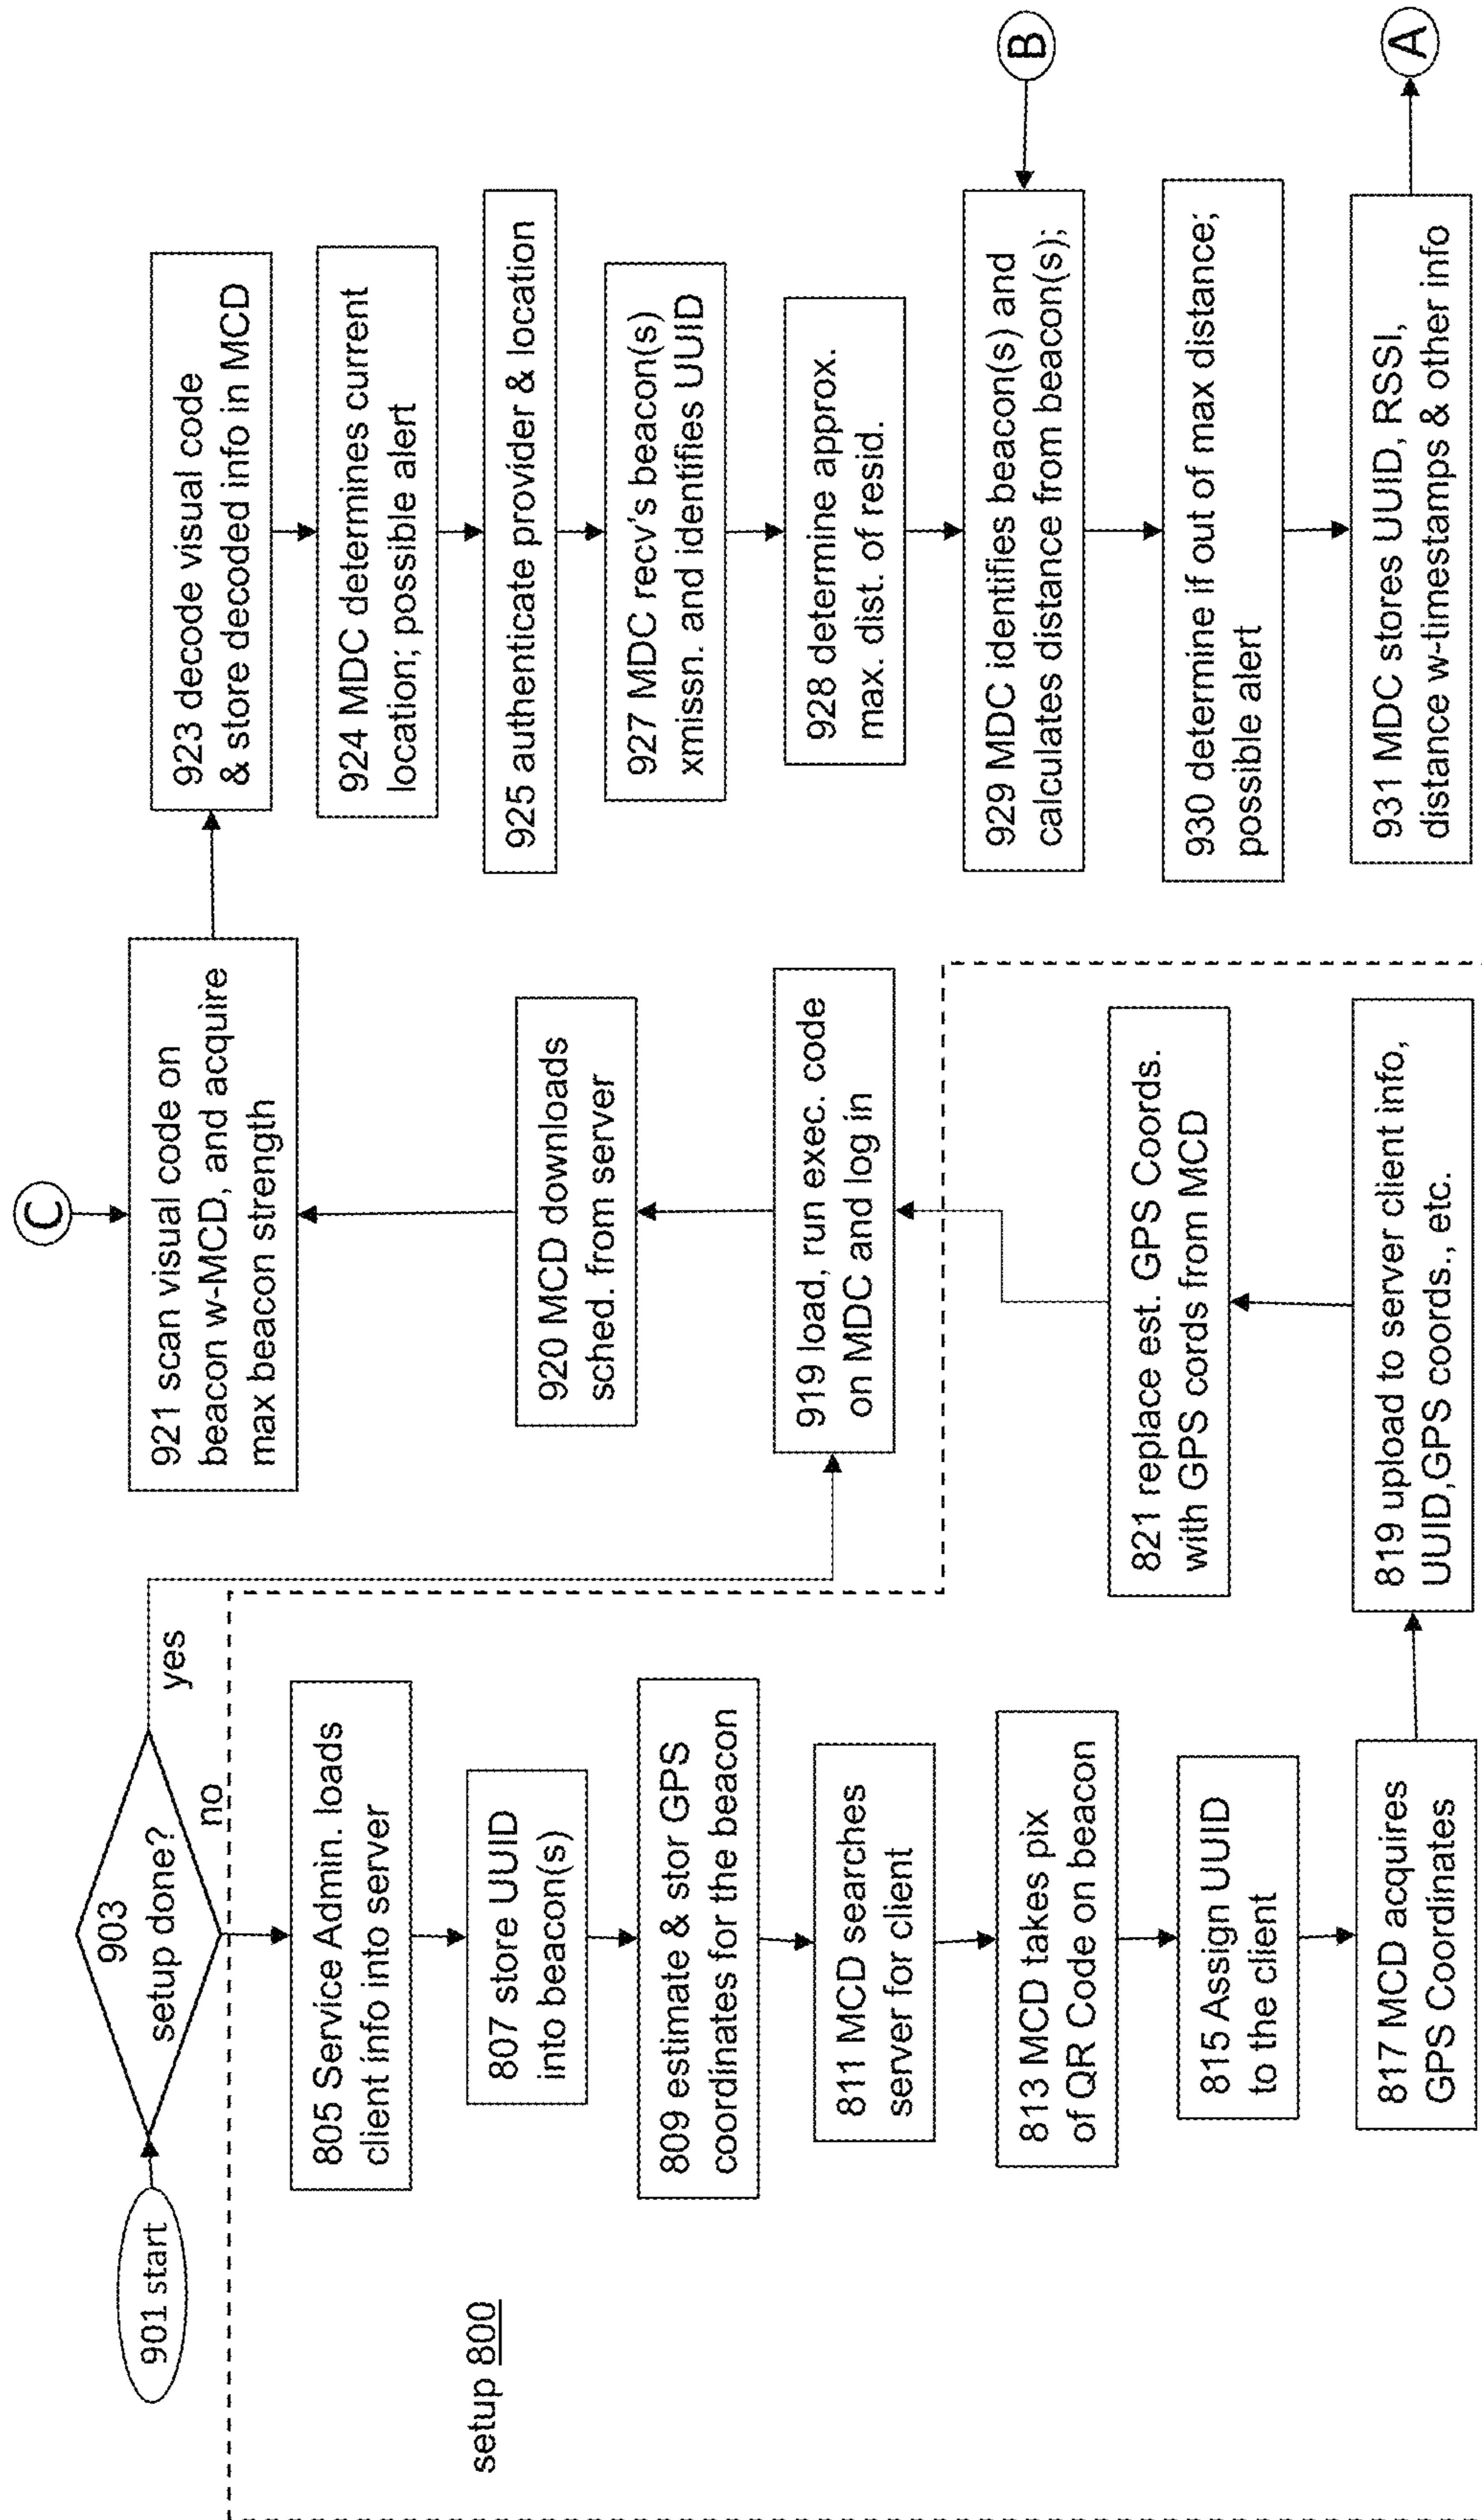 901 start
903
setup done?
yes
no
setup 800
805 Service Admin. loads
client info into server
807 store UUID
into beacon(s)
809 estimate & stor GPS
coordinates for the beacon
811 MCD searches
server for client
813 MCD takes pix
of QR Code on beacon
815 Assign UUID
to the client
817 MCD acquires
GPS Coordinates
819 upload to server client info,
UUID,GPS coords., etc.
821 replace est. GPS Coords.
with GPS cords from MCD
919 load, run exec. code
on MDC and log in
920 MCD downloads
sched. from server
C
921 scan visual code on
beacon w-MCD, and acquire
max beacon strength
923 decode visual code
& store decoded info in MCD
924 MDC determines current
location; possible alert
925 authenticate provider & location
927 MDC recv's beacon(s)
xmissn. and identifies UUID
928 determine approx.
max. dist. of resid.
B
929 MDC identifies beacon(s) and
calculates distance from beacon(s);
930 determine if out of max distance;
possible alert
931 MDC stores UUID, RSSI,
distance w-timestamps & other info
A